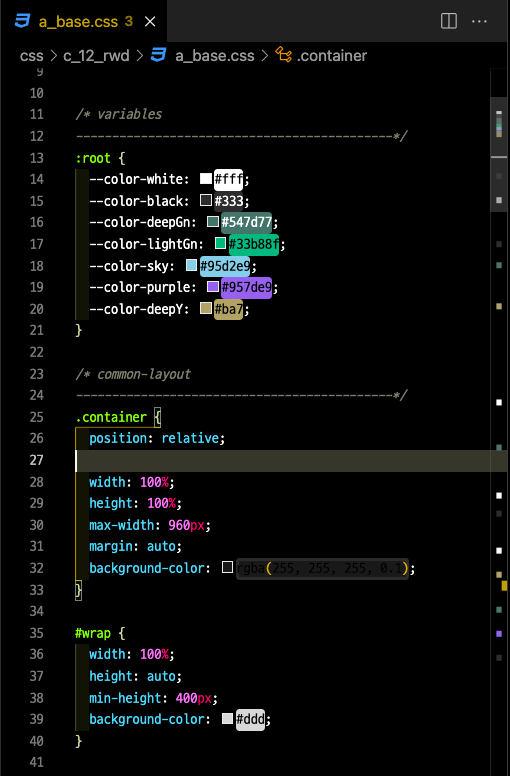 a_base.css 3
css > c_12_rwd > a_base.css > .container
9
10
11 /* variables
12 --------------------------------------------*/
13 :root {
14 --color-white: #fff;
15 --color-black: #333;
16 --color-deepGn: #547d77;
17 --color-lightGn: #33b88f;
18 --color-sky: #95d2e9;
19 --color-purple: #957de9;
20 --color-deepY: #ba7;
21 }
22
23 /* common-layout
24 --------------------------------------------*/
25 .container {
26 position: relative;
27
28 width: 100%;
29 height: 100%;
30 max-width: 960px;
31 margin: auto;
32 background-color: rgba(255, 255, 255, 0.1);
33 }
34
35 #wrap {
36 width: 100%;
37 height: auto;
38 min-height: 400px;
39 background-color: #ddd;
40 }
41